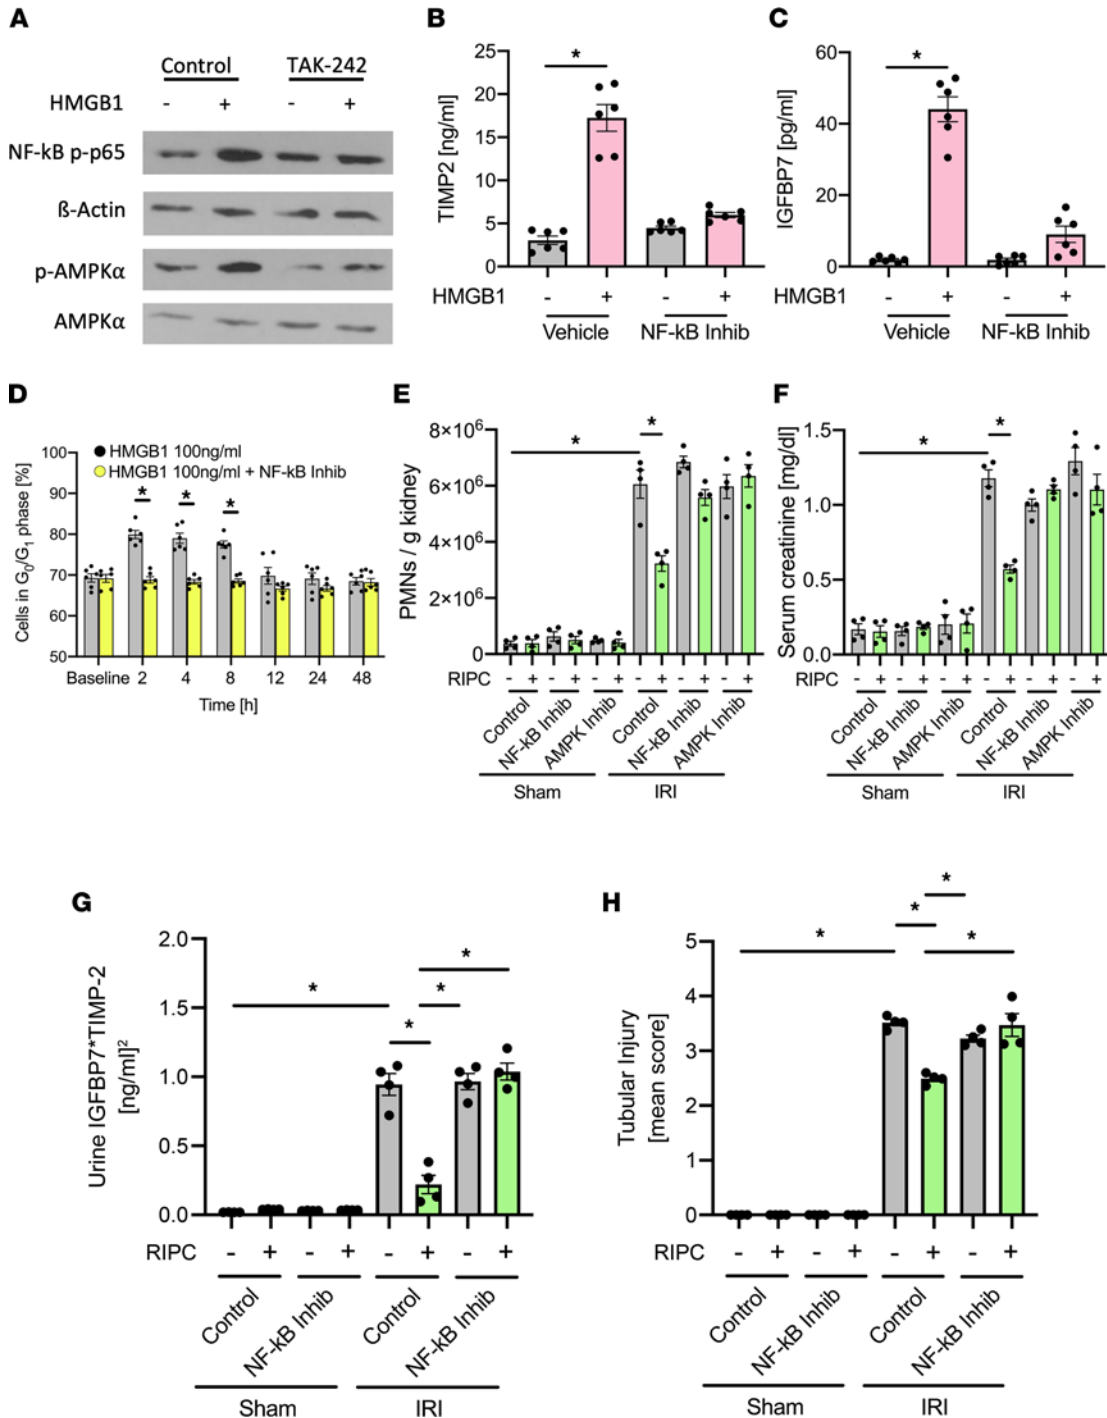 A
Control TAK-242
HMGB1 - + - +
NF-kB p-p65
ß-Actin
p-AMPKα
AMPKα
B
TIMP2 [ng/ml]
25
20
15
10
5
0
HMGB1 - + - +
Vehicle NF-kB Inhib
*
C
IGFBP7 [pg/ml]
60
40
20
0
HMGB1 - + - +
Vehicle NF-kB Inhib
*
D
Cells in G0/G1 phase [%]
100
90
80
70
60
50
HMGB1 100ng/ml
HMGB1 100ng/ml + NF-kB Inhib
* * *
Baseline 2 4 8 12 24 48
Time [h]
E
PMNs / g kidney
8×10⁶
6×10⁶
4×10⁶
2×10⁶
0
* *
RIPC - + - + - + - + - + - +
Control NF-kB Inhib AMPK Inhib Control NF-kB Inhib AMPK Inhib
Sham IRI
F
Serum creatinine [mg/dl]
1.5
1.0
0.5
0.0
* *
RIPC - + - + - + - + - + - +
Control NF-kB Inhib AMPK Inhib Control NF-kB Inhib AMPK Inhib
Sham IRI
G
Urine IGFBP7*TIMP-2
[ng/ml]²
2.0
1.5
1.0
0.5
0.0
* * * *
RIPC - + - + - + - +
Control NF-kB Inhib Control NF-kB Inhib
Sham IRI
H
Tubular Injury
[mean score]
5
4
3
2
1
0
* * * *
RIPC - + - + - + - +
Control NF-kB Inhib Control NF-kB Inhib
Sham IRI